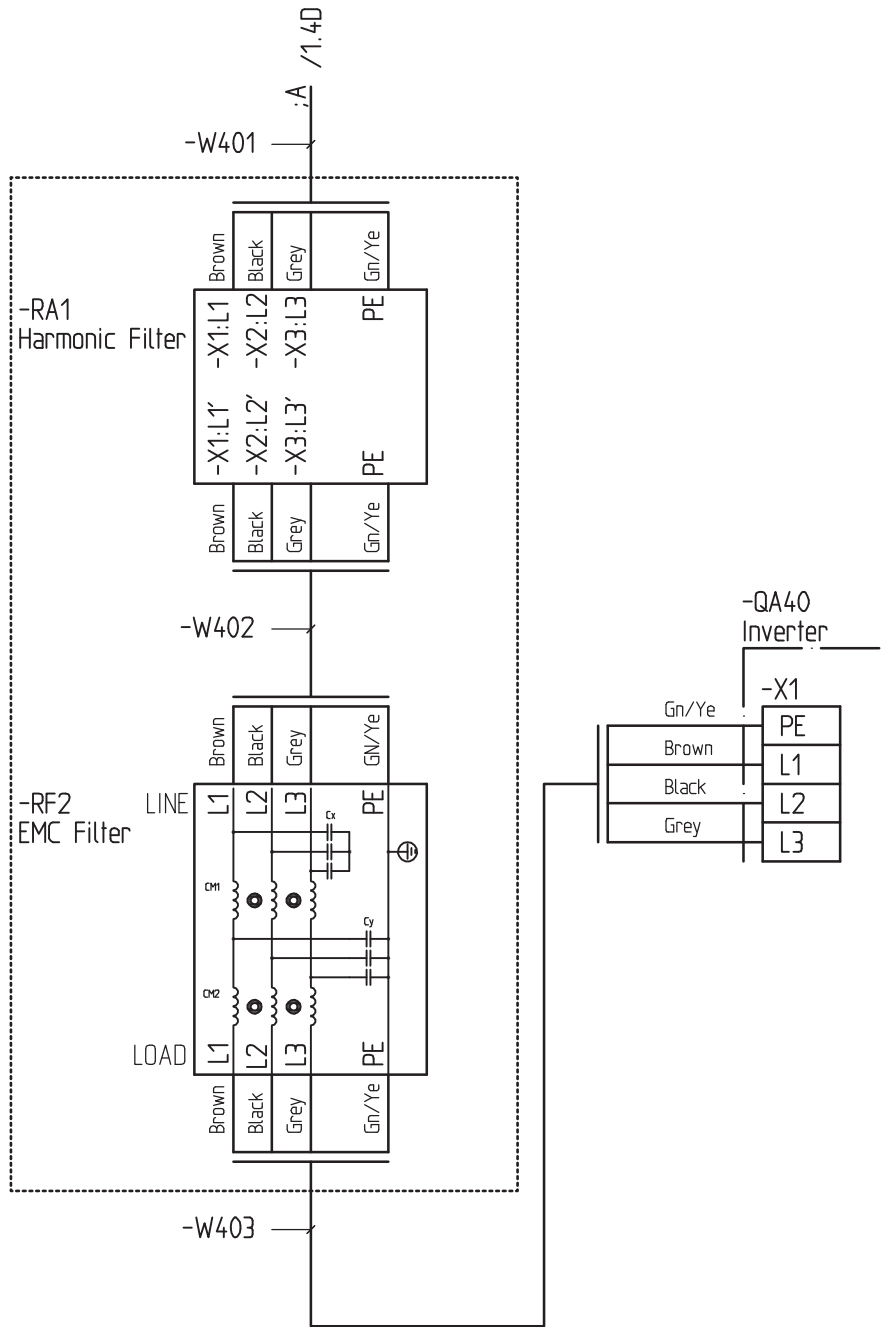 /1.4D
;A
-W401
Brown
Black
Grey
Gn/Ye
-RA1
Harmonic Filter
-X1:L1
-X2:L2
-X3:L3
PE
-X1:L1'
-X2:L2'
-X3:L3'
PE
Brown
Black
Grey
Gn/Ye
-W402
Brown
Black
Grey
GN/Ye
-RF2
EMC Filter
LINE
L1
L2
L3
PE
Cx
CM1
Cy
CM2
LOAD
L1
L2
L3
PE
Brown
Black
Grey
Gn/Ye
-W403
-QA40
Inverter
-X1
Gn/Ye
PE
Brown
L1
Black
L2
Grey
L3